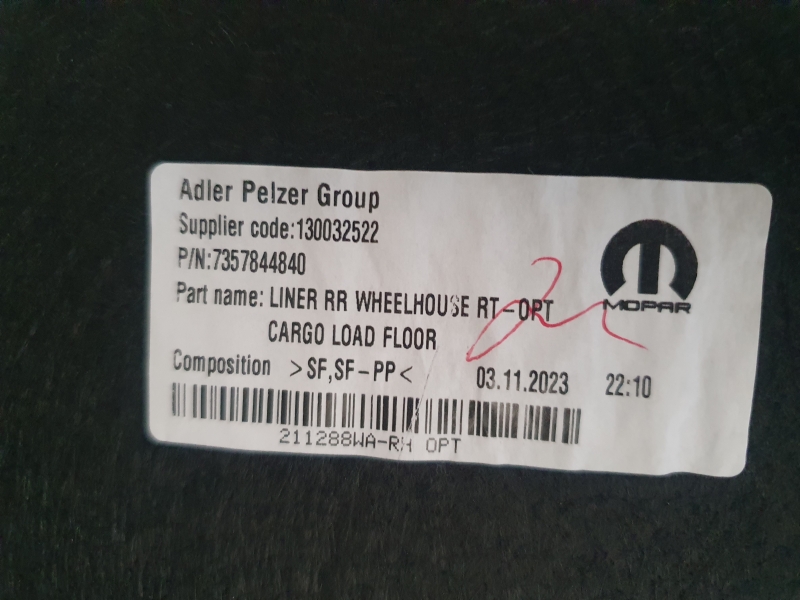 Adler Pelzer Group
Supplier code:130032522
P/N:7357844840
Part name: LINER RR WHEELHOUSE RT-OPT
CARGO LOAD FLOOR
Composition >SF,SF-PP< 03.11.2023 22:10
211288WA-RH OPT
MOPAR